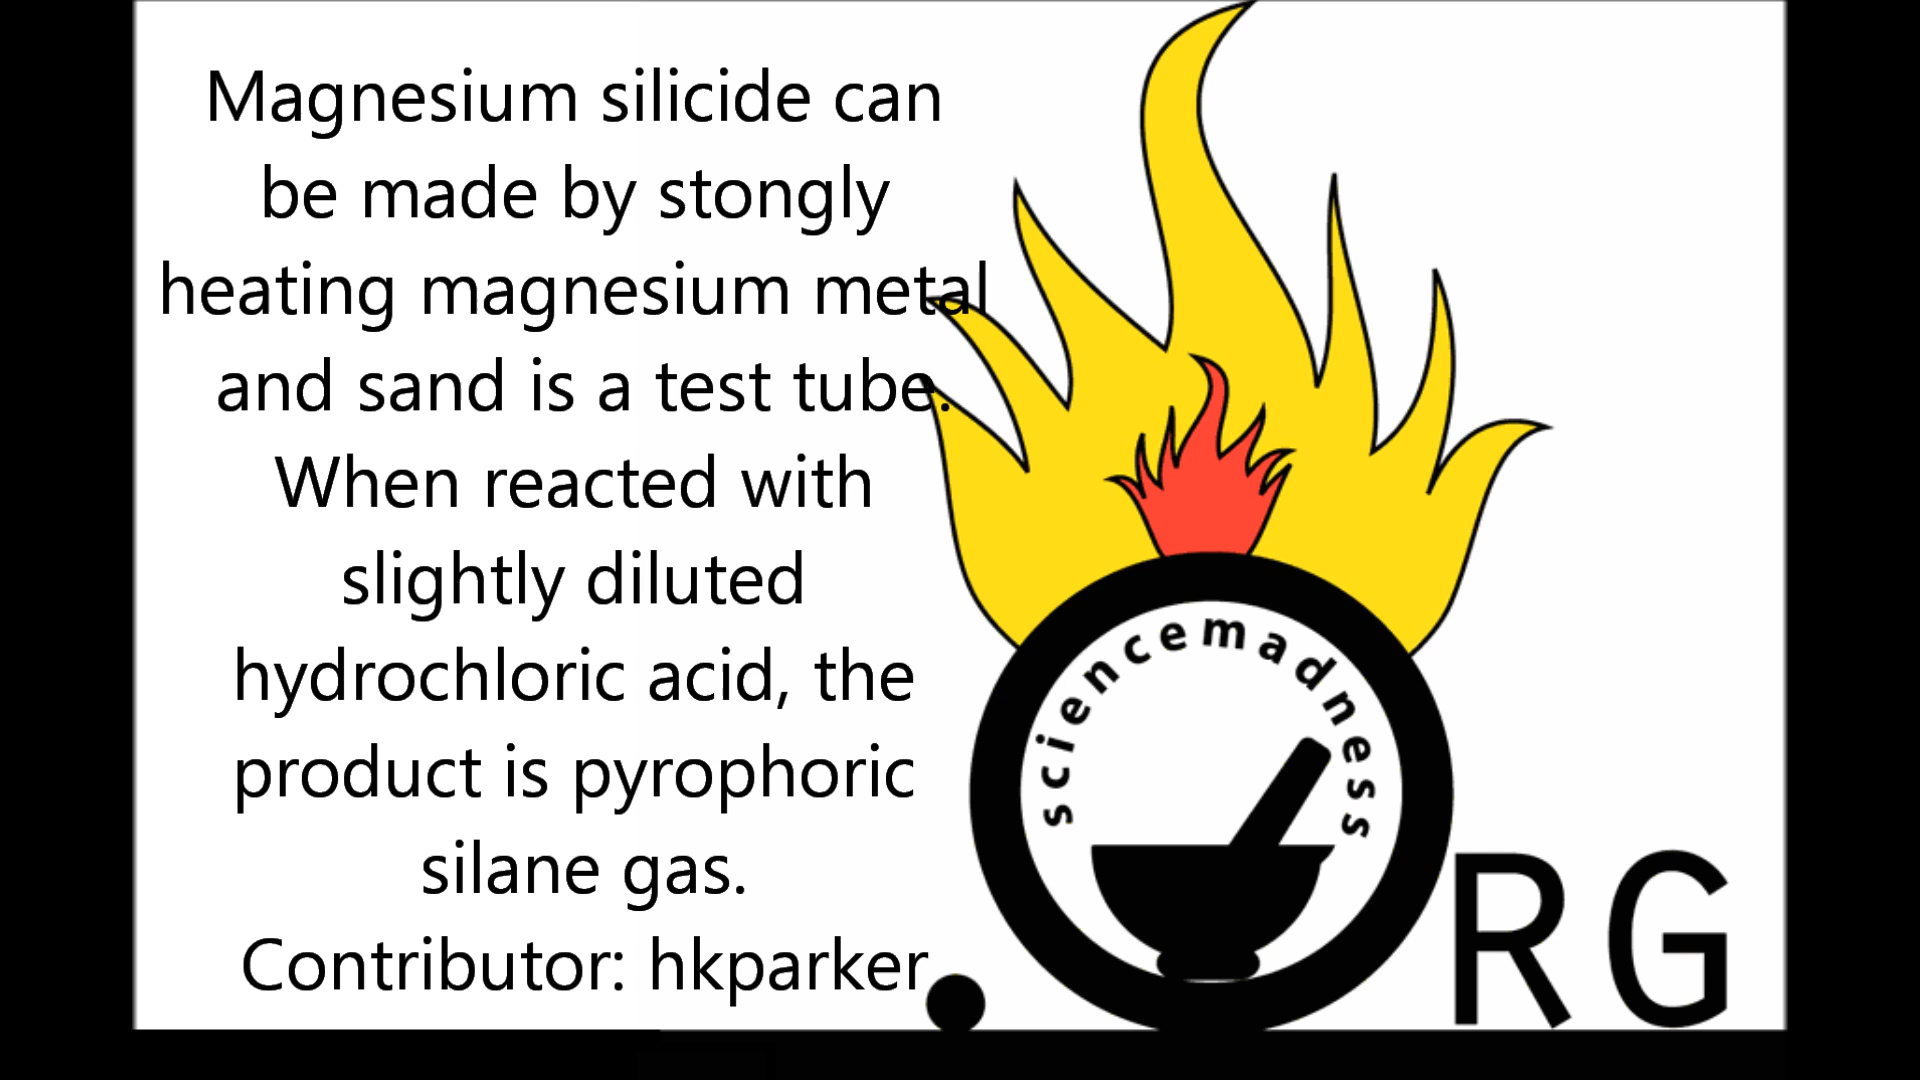 Magnesium silicide can
be made by stongly
heating magnesium metal
and sand is a test tube.
When reacted with
slightly diluted
hydrochloric acid, the
product is pyrophoric
silane gas.
Contributor: hkparker
sciencemadness
.ORG